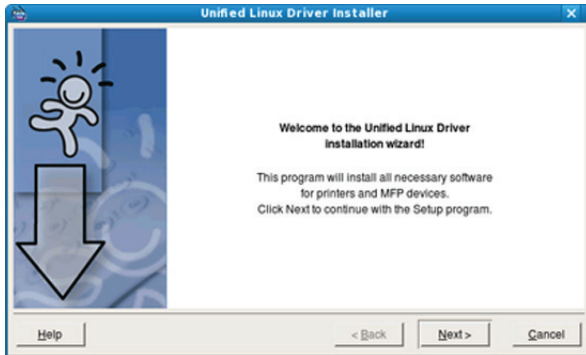 Unified Linux Driver Installer
Welcome to the Unified Linux Driver
installation wizard!
This program will install all necessary software
for printers and MFP devices.
Click Next to continue with the Setup program.
Help
< Back
Next >
Cancel